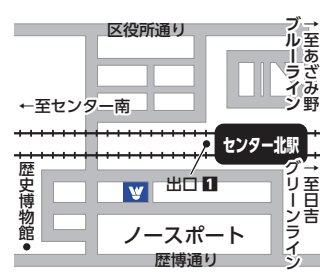 区役所通り
ブルーライン
→至あざみ野
←至センター南
センター北駅
出口1
歴史博物館
ノースポート
歴博通り
グリーンライン
→至日吉